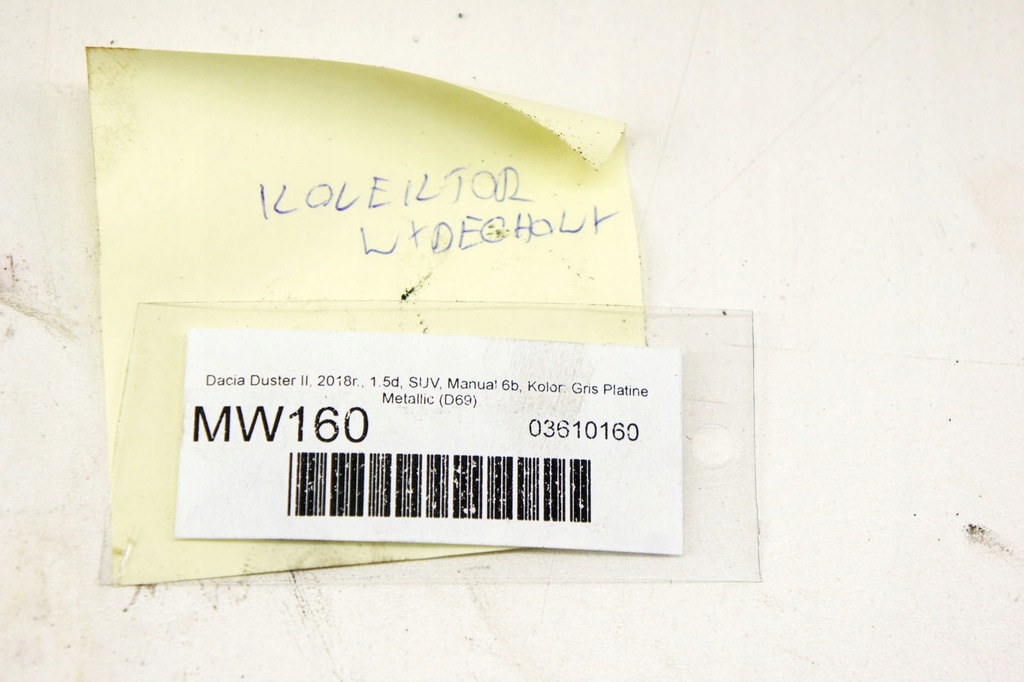 KOLEKTOR
WYDECHOWY
Dacia Duster II, 2018r., 1.5d, SUV, Manual 6b, Kolor: Gris Platine
Metallic (D69)
MW160
03610160